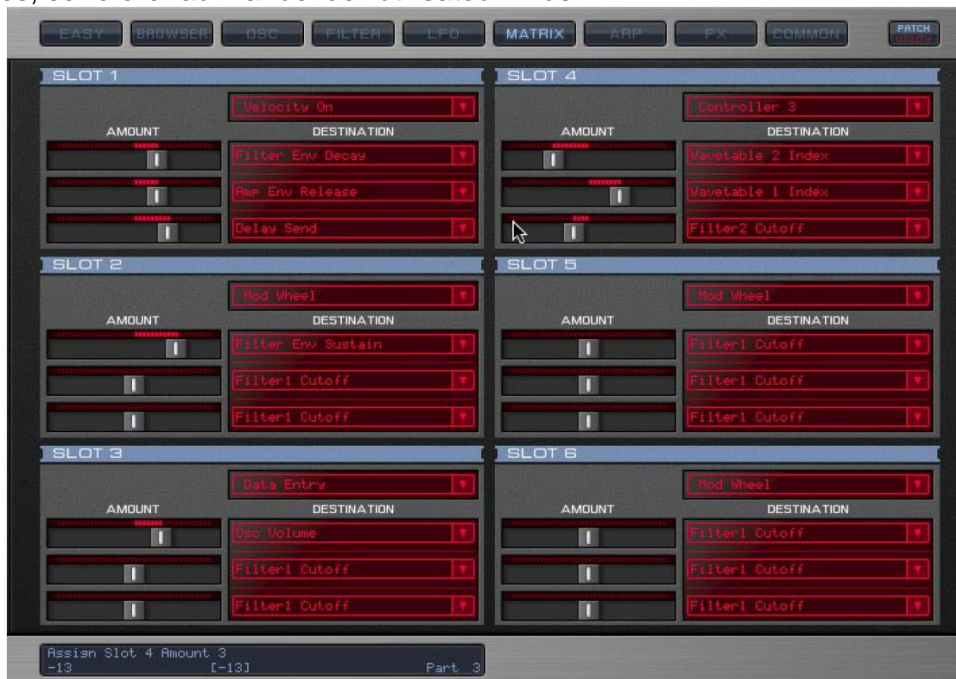 EASY BROWSER OSC FILTER LFO MATRIX ARP FX COMMON PATCH
UTILITY
SLOT 1
Velocity On
AMOUNT DESTINATION
Filter Env Decay
Amp Env Release
Delay Send
SLOT 4
Controller 3
AMOUNT DESTINATION
Wavetable 2 Index
Wavetable 1 Index
Filter2 Cutoff
SLOT 2
Mod Wheel
AMOUNT DESTINATION
Filter Env Sustain
Filter1 Cutoff
Filter1 Cutoff
SLOT 5
Mod Wheel
AMOUNT DESTINATION
Filter1 Cutoff
Filter1 Cutoff
Filter1 Cutoff
SLOT 3
Data Entry
AMOUNT DESTINATION
Osc Volume
Filter1 Cutoff
Filter1 Cutoff
SLOT 6
Mod Wheel
AMOUNT DESTINATION
Filter1 Cutoff
Filter1 Cutoff
Filter1 Cutoff
Assign Slot 4 Amount 3
-13 [-13] Part 3